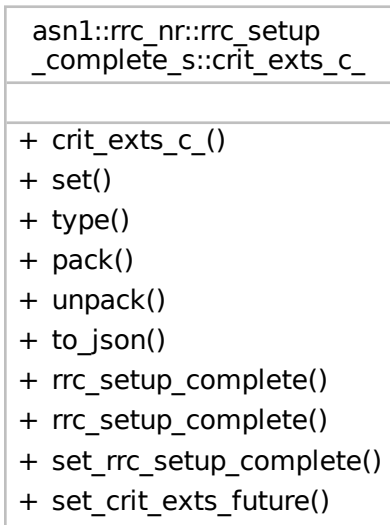 asn1::rrc_nr::rrc_setup
_complete_s::crit_exts_c_
+ crit_exts_c_()
+ set()
+ type()
+ pack()
+ unpack()
+ to_json()
+ rrc_setup_complete()
+ rrc_setup_complete()
+ set_rrc_setup_complete()
+ set_crit_exts_future()